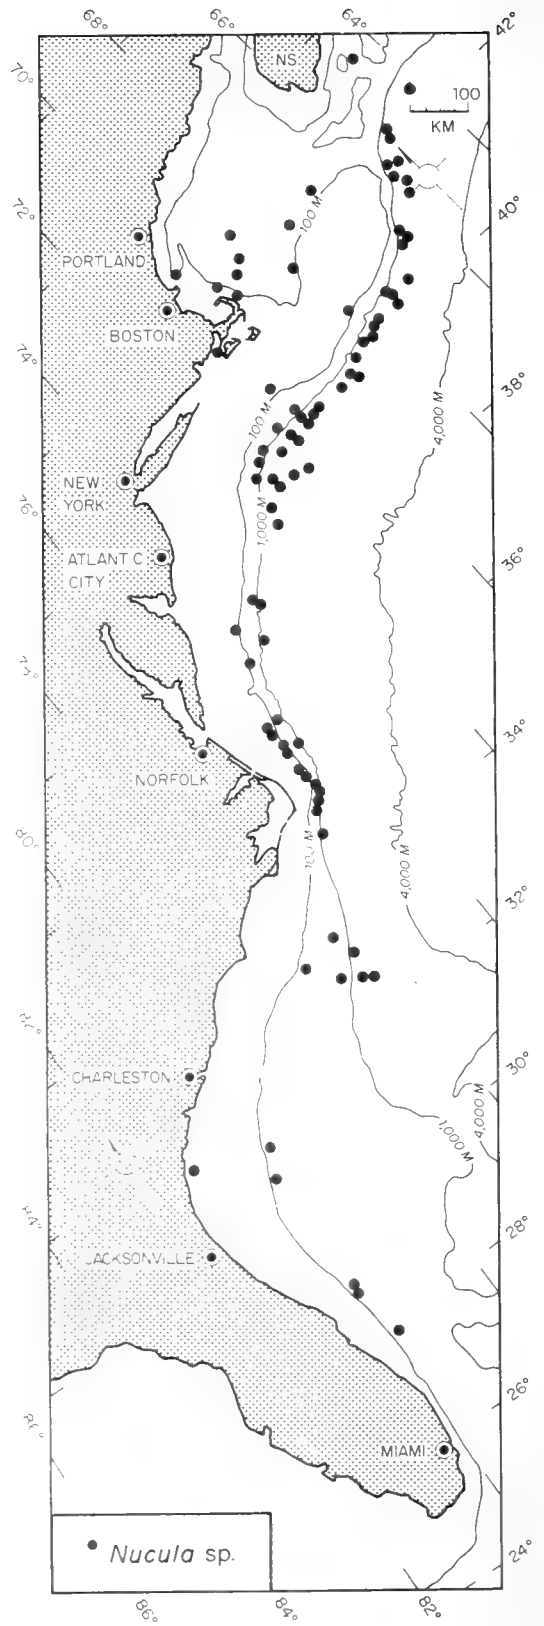 68°
66°
64°
42°
70°
NS
100
KM
72°
40°
100 M
PORTLAND
BOSTON
74°
38°
100 M
4,000 M
NEW
YORK
76°
1,000 M
ATLANT C
CITY
36°
34°
NORFOLK
80°
100 M
4,000 M
32°
30°
CHARLESTON
4,000 M
1,000 M
28°
JACKSONVILLE
26°
MIAMI
Nucula sp.
24°
86°
84°
82°